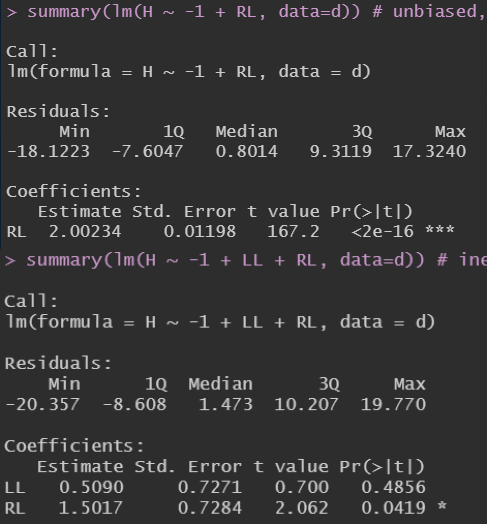 > summary(lm(H ~ -1 + RL, data=d)) # unbiased,
Call:
lm(formula = H ~ -1 + RL, data = d)
Residuals:
Min 1Q Median 3Q Max
-18.1223 -7.6047 0.8014 9.3119 17.3240
Coefficients:
Estimate Std. Error t value Pr(>|t|)
RL 2.00234 0.01198 167.2 <2e-16 ***
> summary(lm(H ~ -1 + LL + RL, data=d)) # ine
Call:
lm(formula = H ~ -1 + LL + RL, data = d)
Residuals:
Min 1Q Median 3Q Max
-20.357 -8.608 1.473 10.207 19.770
Coefficients:
Estimate Std. Error t value Pr(>|t|)
LL 0.5090 0.7271 0.700 0.4856
RL 1.5017 0.7284 2.062 0.0419 *